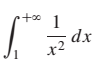 ∫₁^{+∞} 1/x² dx